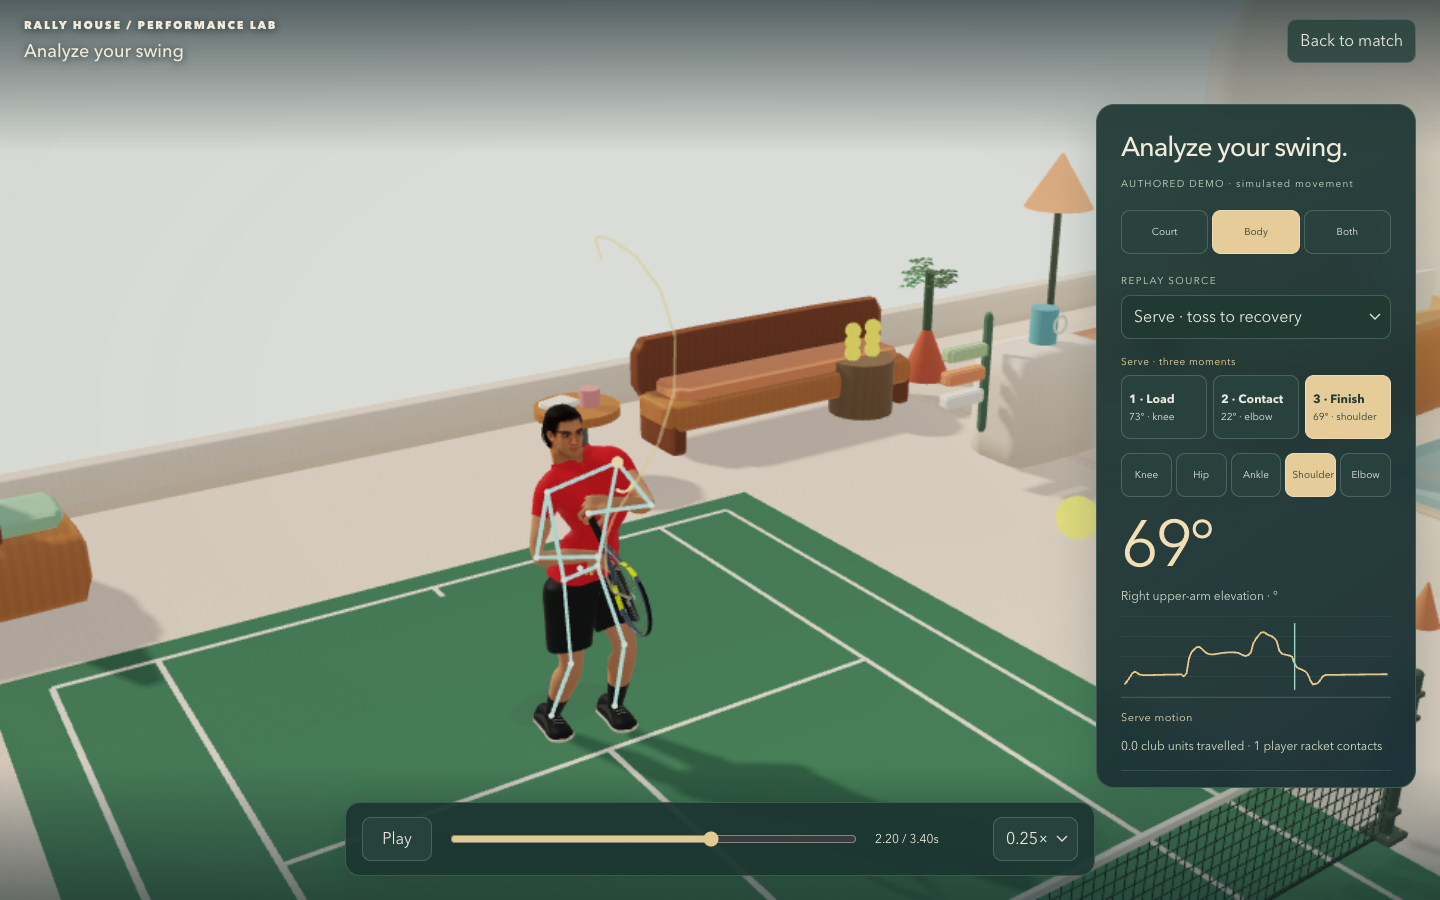 RALLY HOUSE / PERFORMANCE LAB
Analyze your swing
Back to match
Analyze your swing.
AUTHORED DEMO · simulated movement
Court Body Both
REPLAY SOURCE
Serve · toss to recovery
Serve · three moments
1 · Load 2 · Contact 3 · Finish
73° · knee 22° · elbow 69° · shoulder
Knee Hip Ankle Shoulder Elbow
69°
Right upper-arm elevation · °
Serve motion
0.0 club units travelled · 1 player racket contacts
Play 2.20 / 3.40s 0.25×